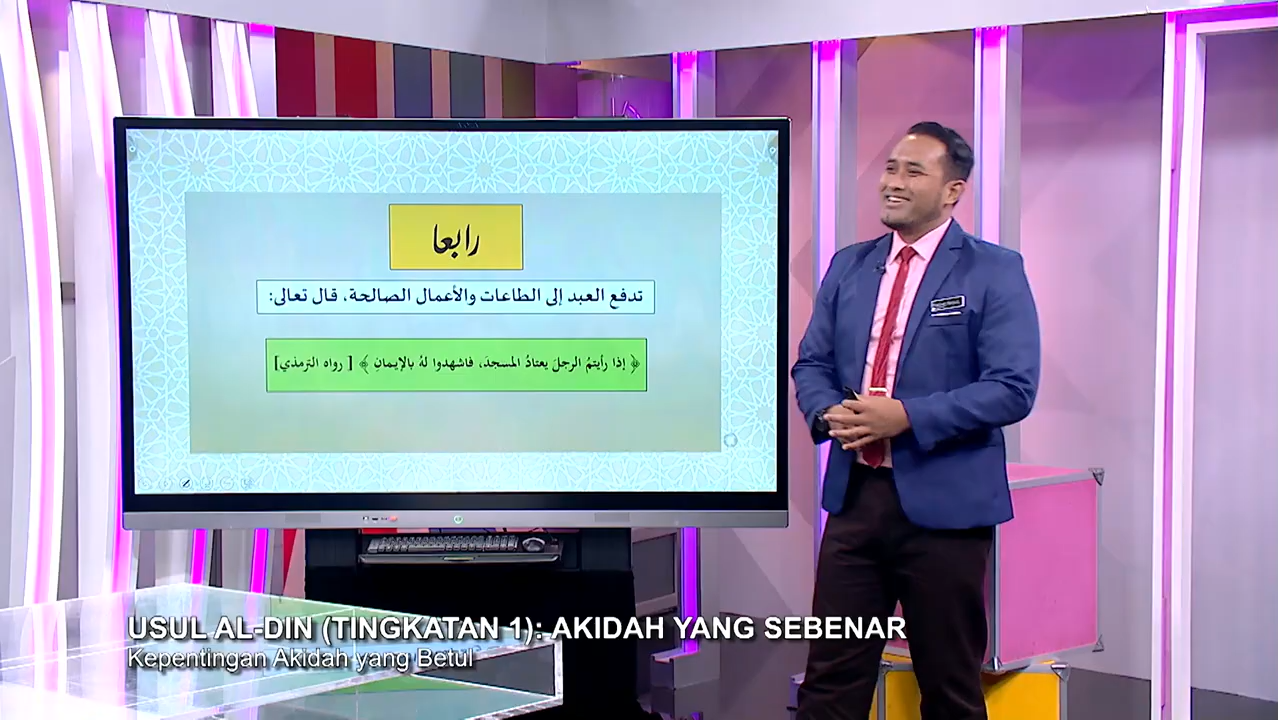 رابعا
تدفع العبد إلى الطاعات والأعمال الصالحة، قال تعالى:
﴿ إذا رأيتمُ الرجلَ يعتادُ المسجدَ، فاشهدوا لهُ بالإيمانِ ﴾ [ رواه الترمذي]
USUL AL-DIN (TINGKATAN 1): AKIDAH YANG SEBENAR
Kepentingan Akidah yang Betul